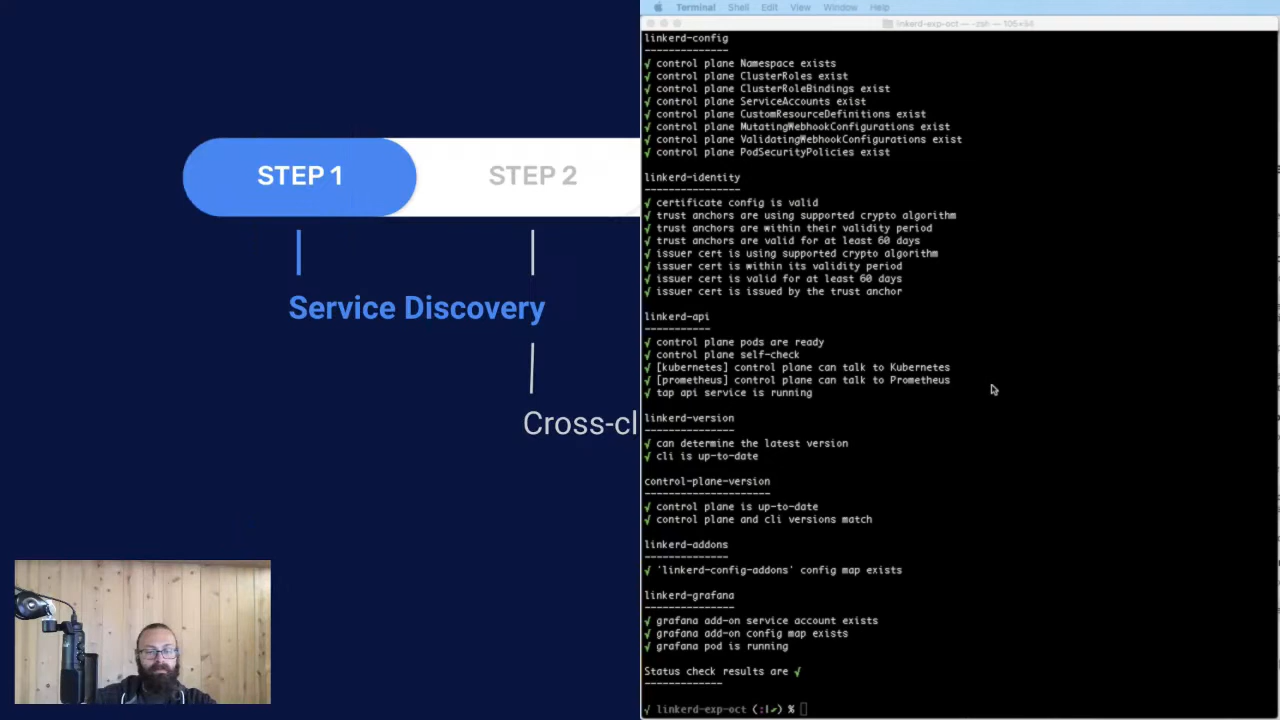 STEP 1
STEP 2
Service Discovery
Cross-cl
Terminal Shell Edit View Window Help
linkerd-exp-oct — -zsh — 105×54
linkerd-config
--------------
√ control plane Namespace exists
√ control plane ClusterRoles exist
√ control plane ClusterRoleBindings exist
√ control plane ServiceAccounts exist
√ control plane CustomResourceDefinitions exist
√ control plane MutatingWebhookConfigurations exist
√ control plane ValidatingWebhookConfigurations exist
√ control plane PodSecurityPolicies exist
linkerd-identity
----------------
√ certificate config is valid
√ trust anchors are using supported crypto algorithm
√ trust anchors are within their validity period
√ trust anchors are valid for at least 60 days
√ issuer cert is using supported crypto algorithm
√ issuer cert is within its validity period
√ issuer cert is valid for at least 60 days
√ issuer cert is issued by the trust anchor
linkerd-api
-----------
√ control plane pods are ready
√ control plane self-check
√ [kubernetes] control plane can talk to Kubernetes
√ [prometheus] control plane can talk to Prometheus
√ tap api service is running
linkerd-version
---------------
√ can determine the latest version
√ cli is up-to-date
control-plane-version
---------------------
√ control plane is up-to-date
√ control plane and cli versions match
linkerd-addons
--------------
√ 'linkerd-config-addons' config map exists
linkerd-grafana
---------------
√ grafana add-on service account exists
√ grafana add-on config map exists
√ grafana pod is running
Status check results are √
-------------
√ linkerd-exp-oct (:|✔) %